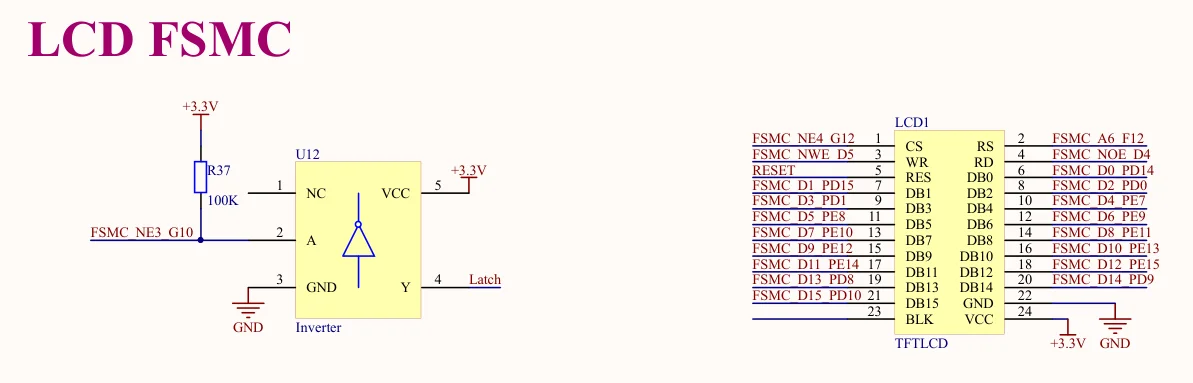 LCD FSMC
+3.3V
R37
100K
FSMC_NE3_G10
U12
1 NC VCC 5 +3.3V
2 A
3 GND Y 4 Latch
GND
Inverter
LCD1
FSMC_NE4_G12 1 CS RS 2 FSMC_A6_F12
FSMC_NWE_D5 3 WR RD 4 FSMC_NOE_D4
RESET 5 RES DB0 6 FSMC_D0_PD14
FSMC_D1_PD15 7 DB1 DB2 8 FSMC_D2_PD0
FSMC_D3_PD1 9 DB3 DB4 10 FSMC_D4_PE7
FSMC_D5_PE8 11 DB5 DB6 12 FSMC_D6_PE9
FSMC_D7_PE10 13 DB7 DB8 14 FSMC_D8_PE11
FSMC_D9_PE12 15 DB9 DB10 16 FSMC_D10_PE13
FSMC_D11_PE14 17 DB11 DB12 18 FSMC_D12_PE15
FSMC_D13_PD8 19 DB13 DB14 20 FSMC_D14_PD9
FSMC_D15_PD10 21 DB15 GND 22
23 BLK VCC 24
TFTLCD
+3.3V GND